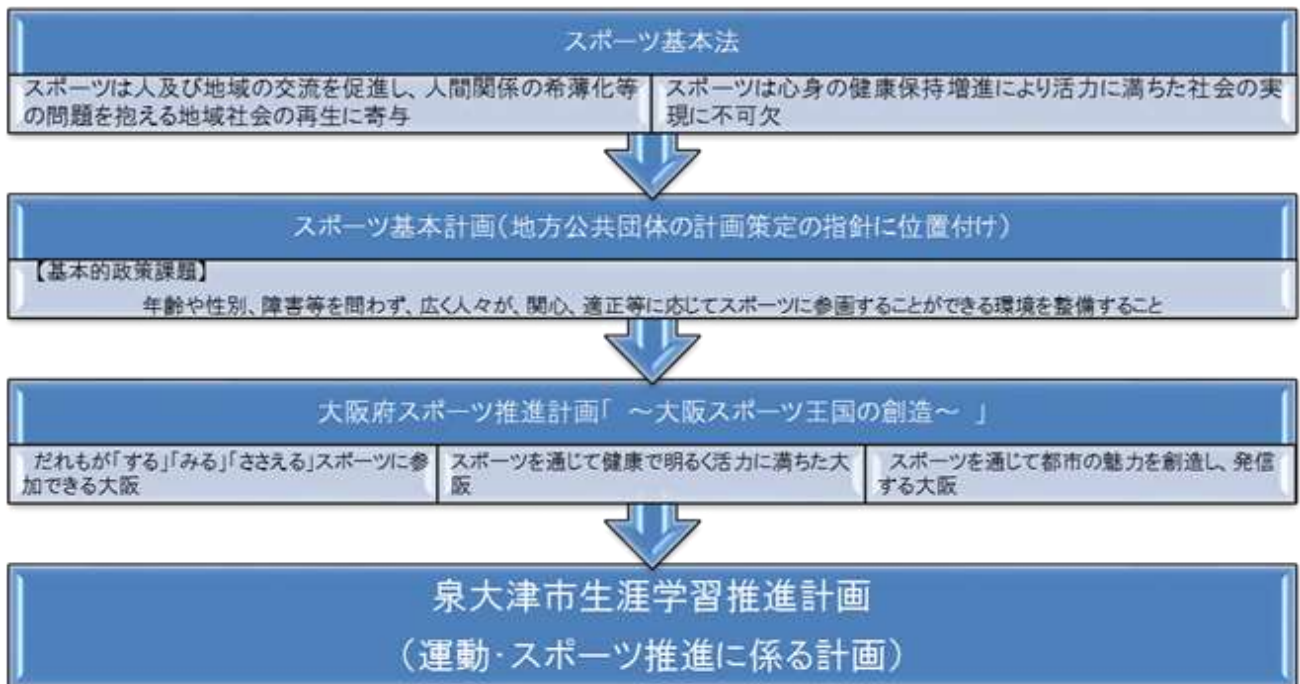 スポーツ基本法
スポーツは人及び地域の交流を促進し、人間関係の希薄化等
の問題を抱える地域社会の再生に寄与
スポーツは心身の健康保持増進により活力に満ちた社会の実
現に不可欠
スポーツ基本計画(地方公共団体の計画策定の指針に位置付け)
【基本的政策課題】
年齢や性別、障害等を問わず、広く人々が、関心、適正等に応じてスポーツに参画することができる環境を整備すること
大阪府スポーツ推進計画「 ～大阪スポーツ王国の創造～ 」
だれもが「する」「みる」「ささえる」スポーツに参
加できる大阪
スポーツを通じて健康で明るく活力に満ちた大
阪
スポーツを通じて都市の魅力を創造し、発信
する大阪
泉大津市生涯学習推進計画
（運動・スポーツ推進に係る計画）